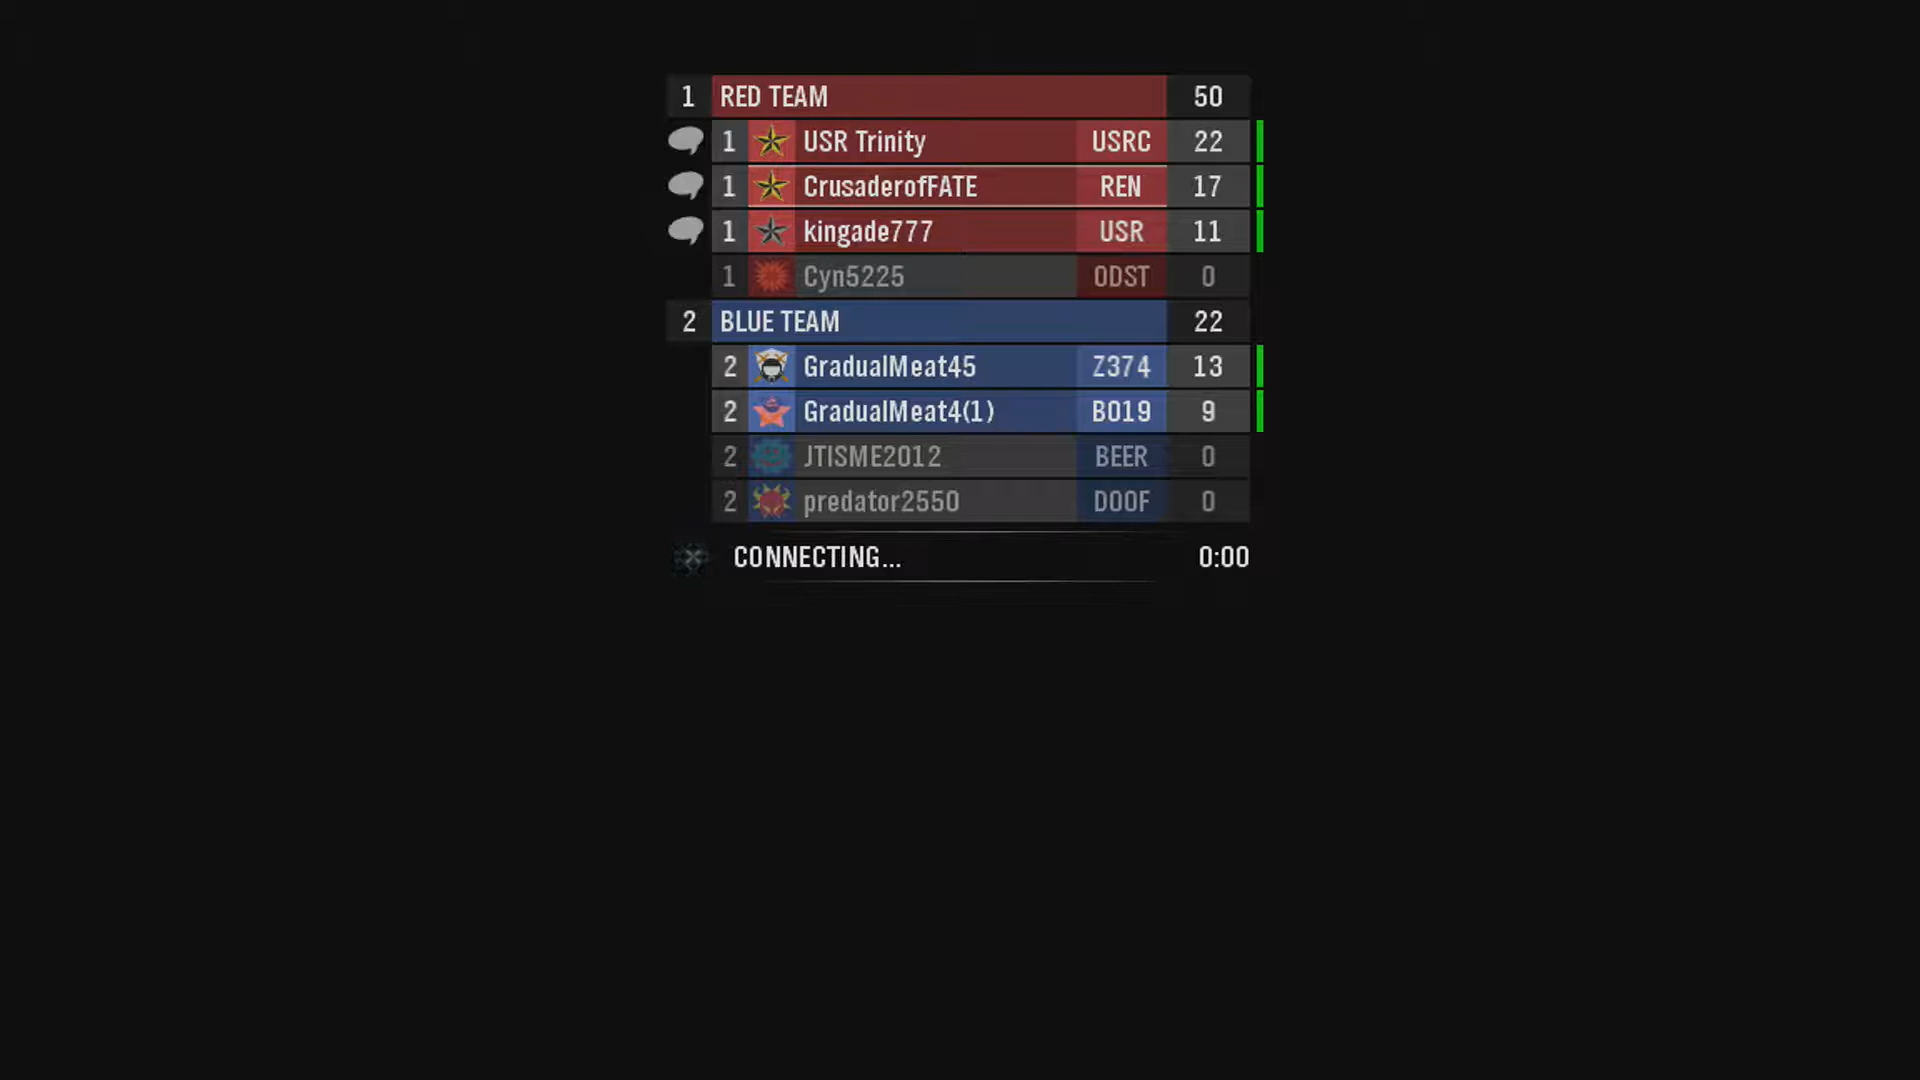 1 RED TEAM 50
1 USR Trinity USRC 22
1 CrusaderofFATE REN 17
1 kingade777 USR 11
1 Cyn5225 ODST 0
2 BLUE TEAM 22
2 GradualMeat45 Z374 13
2 GradualMeat4(1) B019 9
2 JTISME2012 BEER 0
2 predator2550 DOOF 0
CONNECTING... 0:00